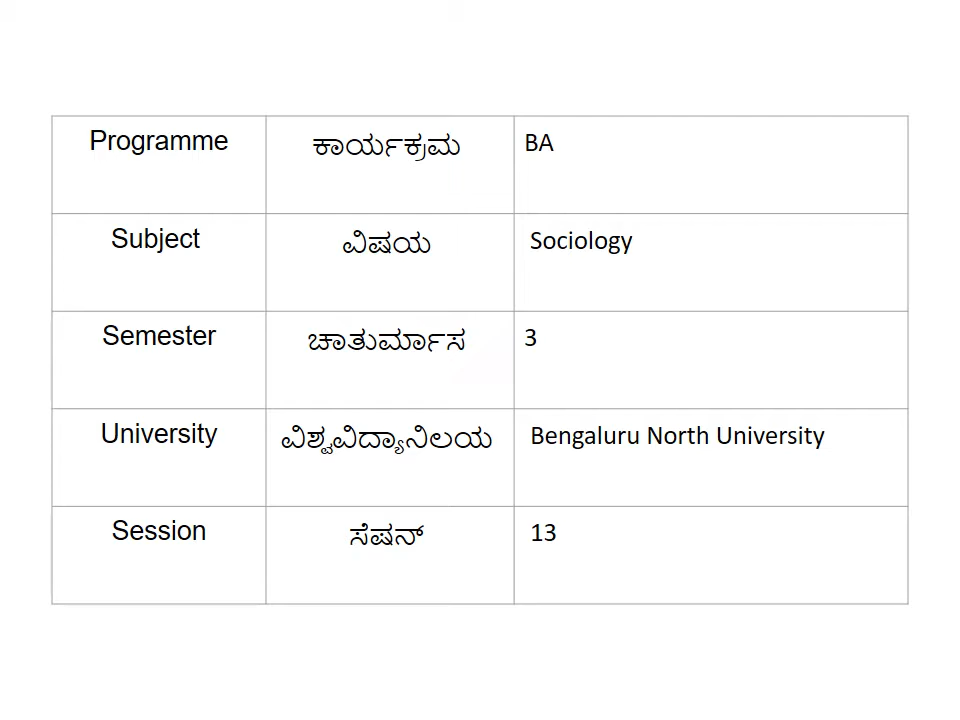 Programme ಕಾರ್ಯಕ್ರಮ BA
Subject ವಿಷಯ Sociology
Semester ಚಾತುರ್ಮಾಸ 3
University ವಿಶ್ವವಿದ್ಯಾನಿಲಯ Bengaluru North University
Session ಸೆಷನ್ 13